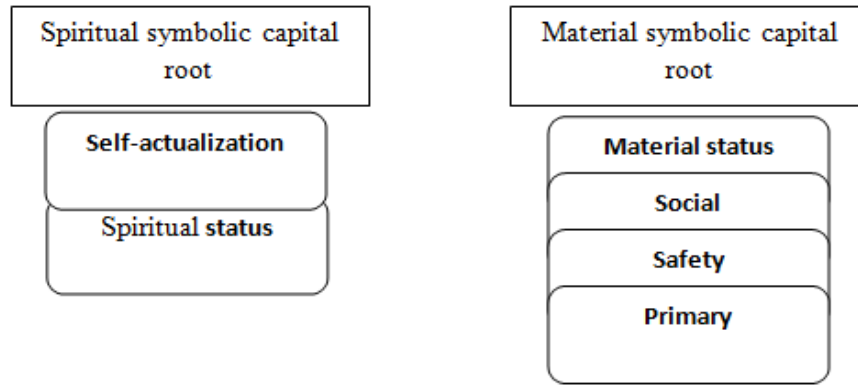 Spiritual symbolic capital
root
Self-actualization
Spiritual status
Material symbolic capital
root
Material status
Social
Safety
Primary